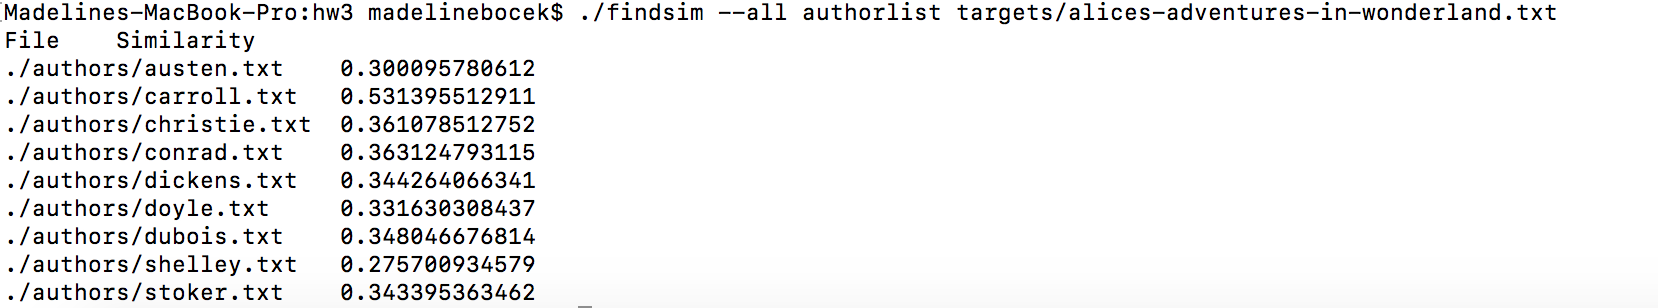 Madelines-MacBook-Pro:hw3 madelinebocek$ ./findsim --all authorlist targets/alices-adventures-in-wonderland.txt
File    Similarity
./authors/austen.txt    0.300095780612
./authors/carroll.txt   0.531395512911
./authors/christie.txt  0.361078512752
./authors/conrad.txt    0.363124793115
./authors/dickens.txt   0.344264066341
./authors/doyle.txt     0.331630308437
./authors/dubois.txt    0.348046676814
./authors/shelley.txt   0.275700934579
./authors/stoker.txt    0.343395363462